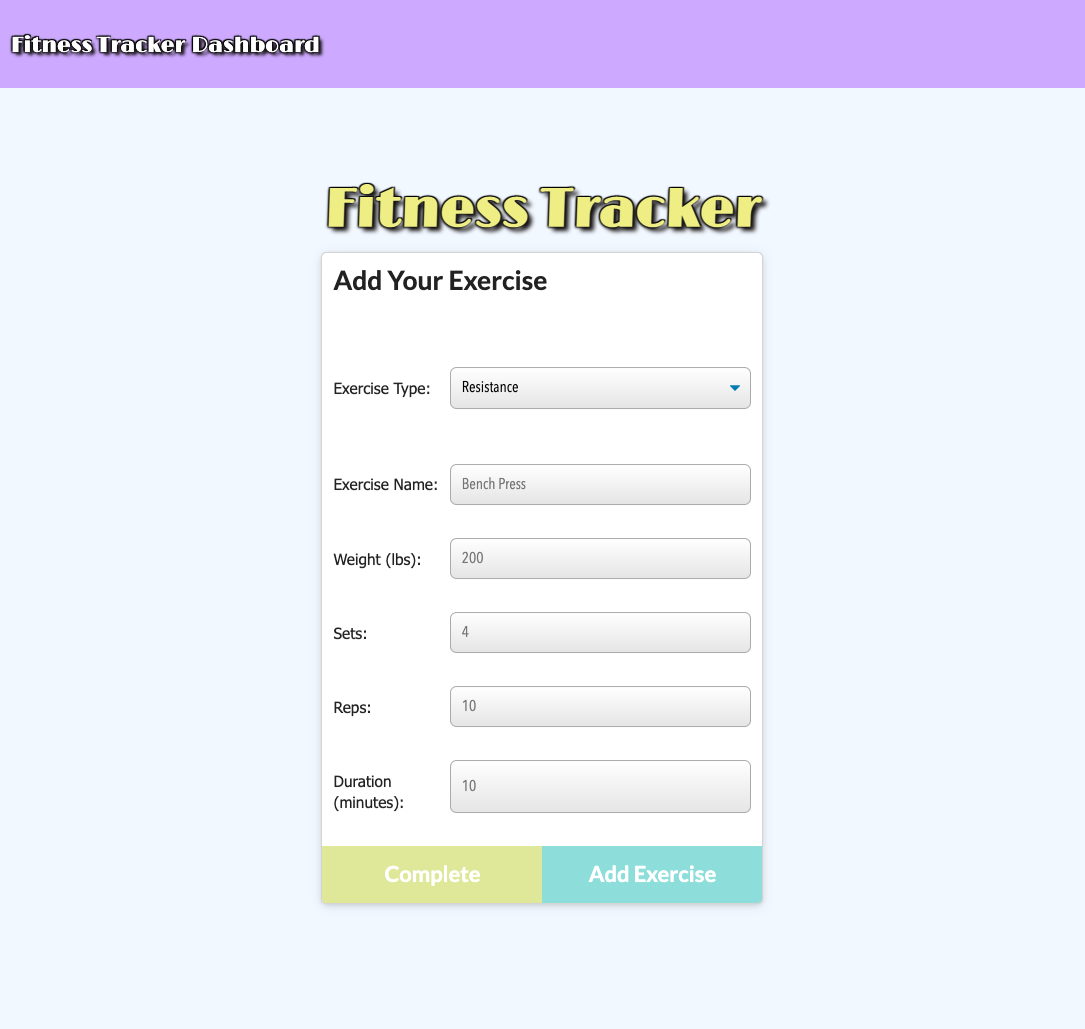 Fitness Tracker Dashboard
Fitness Tracker
Add Your Exercise
Exercise Type: Resistance
Exercise Name: Bench Press
Weight (lbs): 200
Sets: 4
Reps: 10
Duration (minutes): 10
Complete Add Exercise